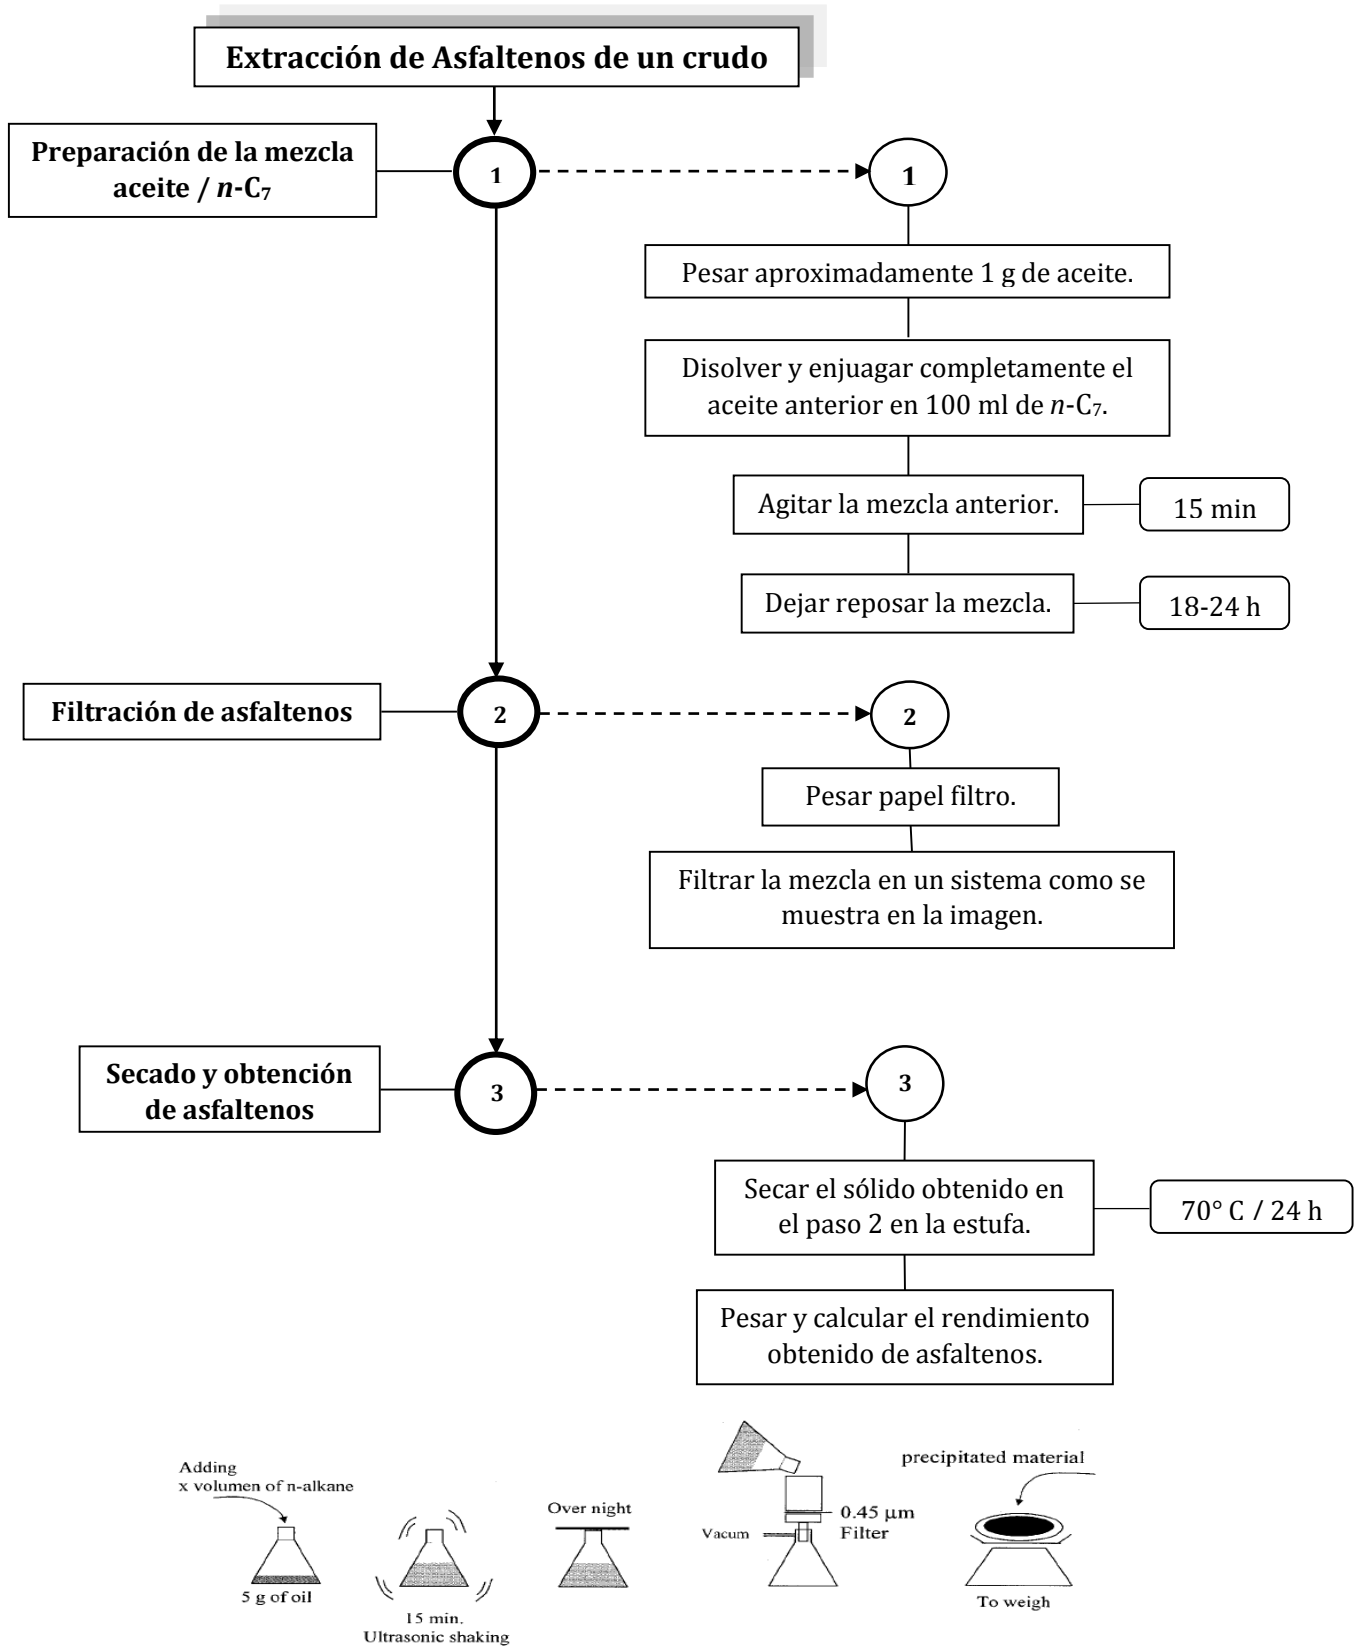 Extracción de Asfaltenos de un crudo
Preparación de la mezcla
aceite / n-C₇
1
1
Pesar aproximadamente 1 g de aceite.
Disolver y enjuagar completamente el
aceite anterior en 100 ml de n-C₇.
Agitar la mezcla anterior.
15 min
Dejar reposar la mezcla.
18-24 h
Filtración de asfaltenos
2
2
Pesar papel filtro.
Filtrar la mezcla en un sistema como se
muestra en la imagen.
Secado y obtención
de asfaltenos
3
3
Secar el sólido obtenido en
el paso 2 en la estufa.
70° C / 24 h
Pesar y calcular el rendimiento
obtenido de asfaltenos.
Adding
x volumen of n-alkane
5 g of oil
15 min.
Ultrasonic shaking
Over night
Vacum
0.45 µm
Filter
precipitated material
To weigh